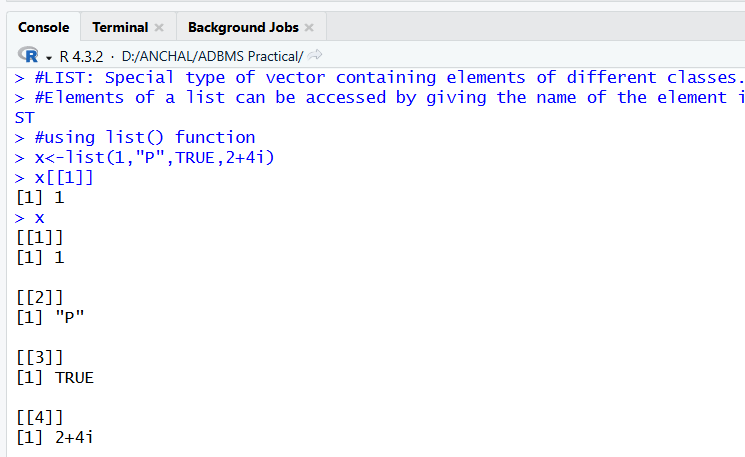 Console Terminal Background Jobs
R 4.3.2 · D:/ANCHAL/ADBMS Practical/
> #LIST: Special type of vector containing elements of different classes.
> #Elements of a list can be accessed by giving the name of the element i
ST
> #using list() function
> x<-list(1,"P",TRUE,2+4i)
> x[[1]]
[1] 1
> x
[[1]]
[1] 1
[[2]]
[1] "P"
[[3]]
[1] TRUE
[[4]]
[1] 2+4i